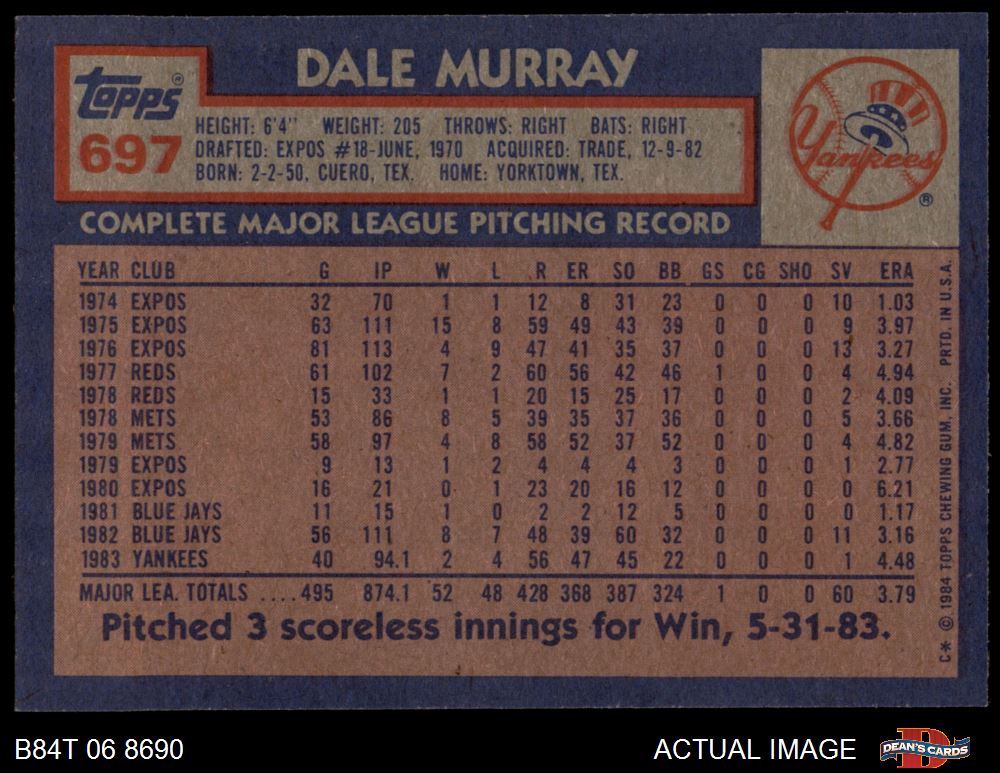 DALE MURRAY
Topps®
697
HEIGHT: 6'4" WEIGHT: 205 THROWS: RIGHT BATS: RIGHT
DRAFTED: EXPOS #18-JUNE, 1970 ACQUIRED: TRADE, 12-9-82
BORN: 2-2-50, CUERO, TEX. HOME: YORKTOWN, TEX.
Yankees
®
COMPLETE MAJOR LEAGUE PITCHING RECORD
YEAR CLUB G IP W L R ER SO BB GS CG SHO SV ERA
1974 EXPOS 32 70 1 1 12 8 31 23 0 0 0 10 1.03
1975 EXPOS 63 111 15 8 59 49 43 39 0 0 0 9 3.97
1976 EXPOS 81 113 4 9 47 41 35 37 0 0 0 13 3.27
1977 REDS 61 102 7 2 60 56 42 46 1 0 0 4 4.94
1978 REDS 15 33 1 1 20 15 25 17 0 0 0 2 4.09
1978 METS 53 86 8 5 39 35 37 36 0 0 0 5 3.66
1979 METS 58 97 4 8 58 52 37 52 0 0 0 4 4.82
1979 EXPOS 9 13 1 2 4 4 4 3 0 0 0 1 2.77
1980 EXPOS 16 21 0 1 23 20 16 12 0 0 0 0 6.21
1981 BLUE JAYS 11 15 1 0 2 2 12 5 0 0 0 0 1.17
1982 BLUE JAYS 56 111 8 7 48 39 60 32 0 0 0 11 3.16
1983 YANKEES 40 94.1 2 4 56 47 45 22 0 0 0 1 4.48
MAJOR LEA. TOTALS ....495 874.1 52 48 428 368 387 324 1 0 0 60 3.79
Pitched 3 scoreless innings for Win, 5-31-83.
C* © 1984 TOPPS CHEWING GUM, INC. PRTD. IN U.S.A.
B84T 06 8690
ACTUAL IMAGE
DEAN'S CARDS